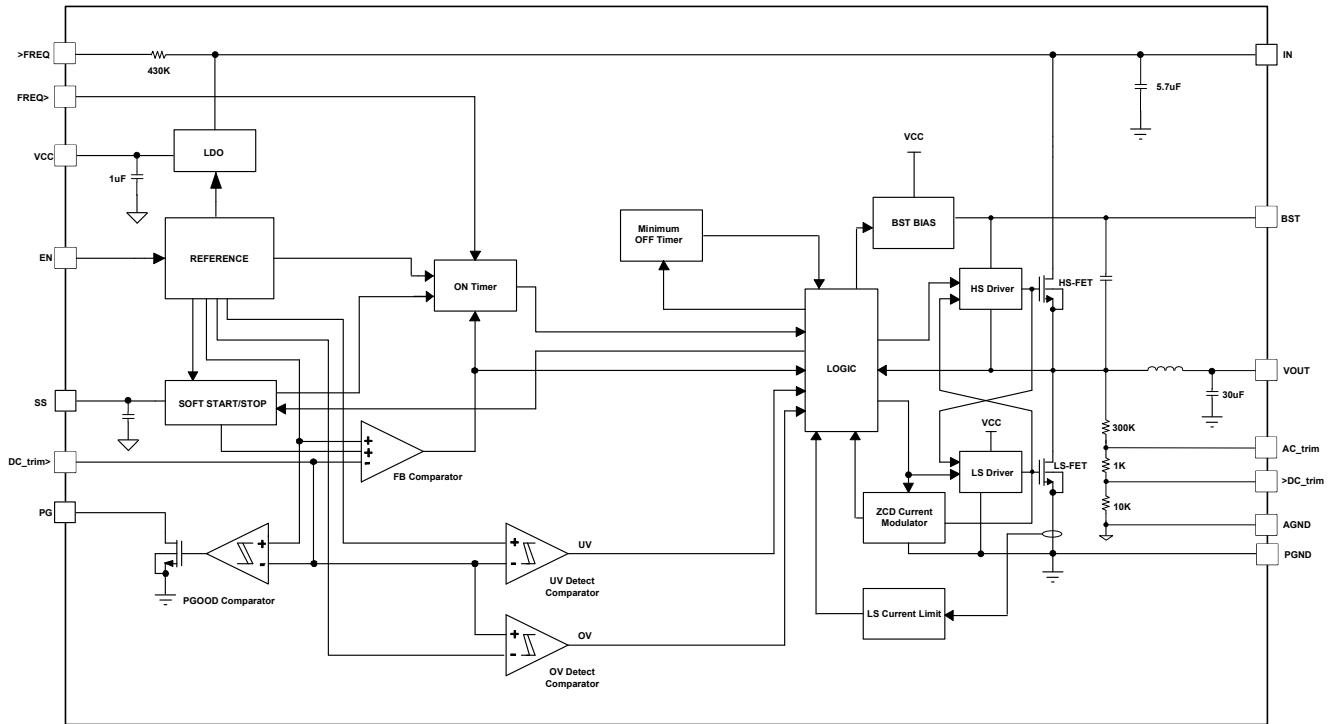 >FREQ
430K
IN
5.7uF
FREQ>
VCC
LDO
VCC
1uF
BST BIAS
BST
Minimum
OFF Timer
EN
REFERENCE
ON Timer
HS Driver
HS-FET
LOGIC
VOUT
30uF
SS
SOFT START/STOP
300K
VCC
AC_trim
+
+
-
DC_trim>
FB Comparator
LS Driver
LS-FET
1K
>DC_trim
10K
PG
ZCD Current
Modulator
AGND
+
-
PGOOD Comparator
+
-
UV
UV Detect
Comparator
PGND
LS Current Limit
+
-
OV
OV Detect
Comparator